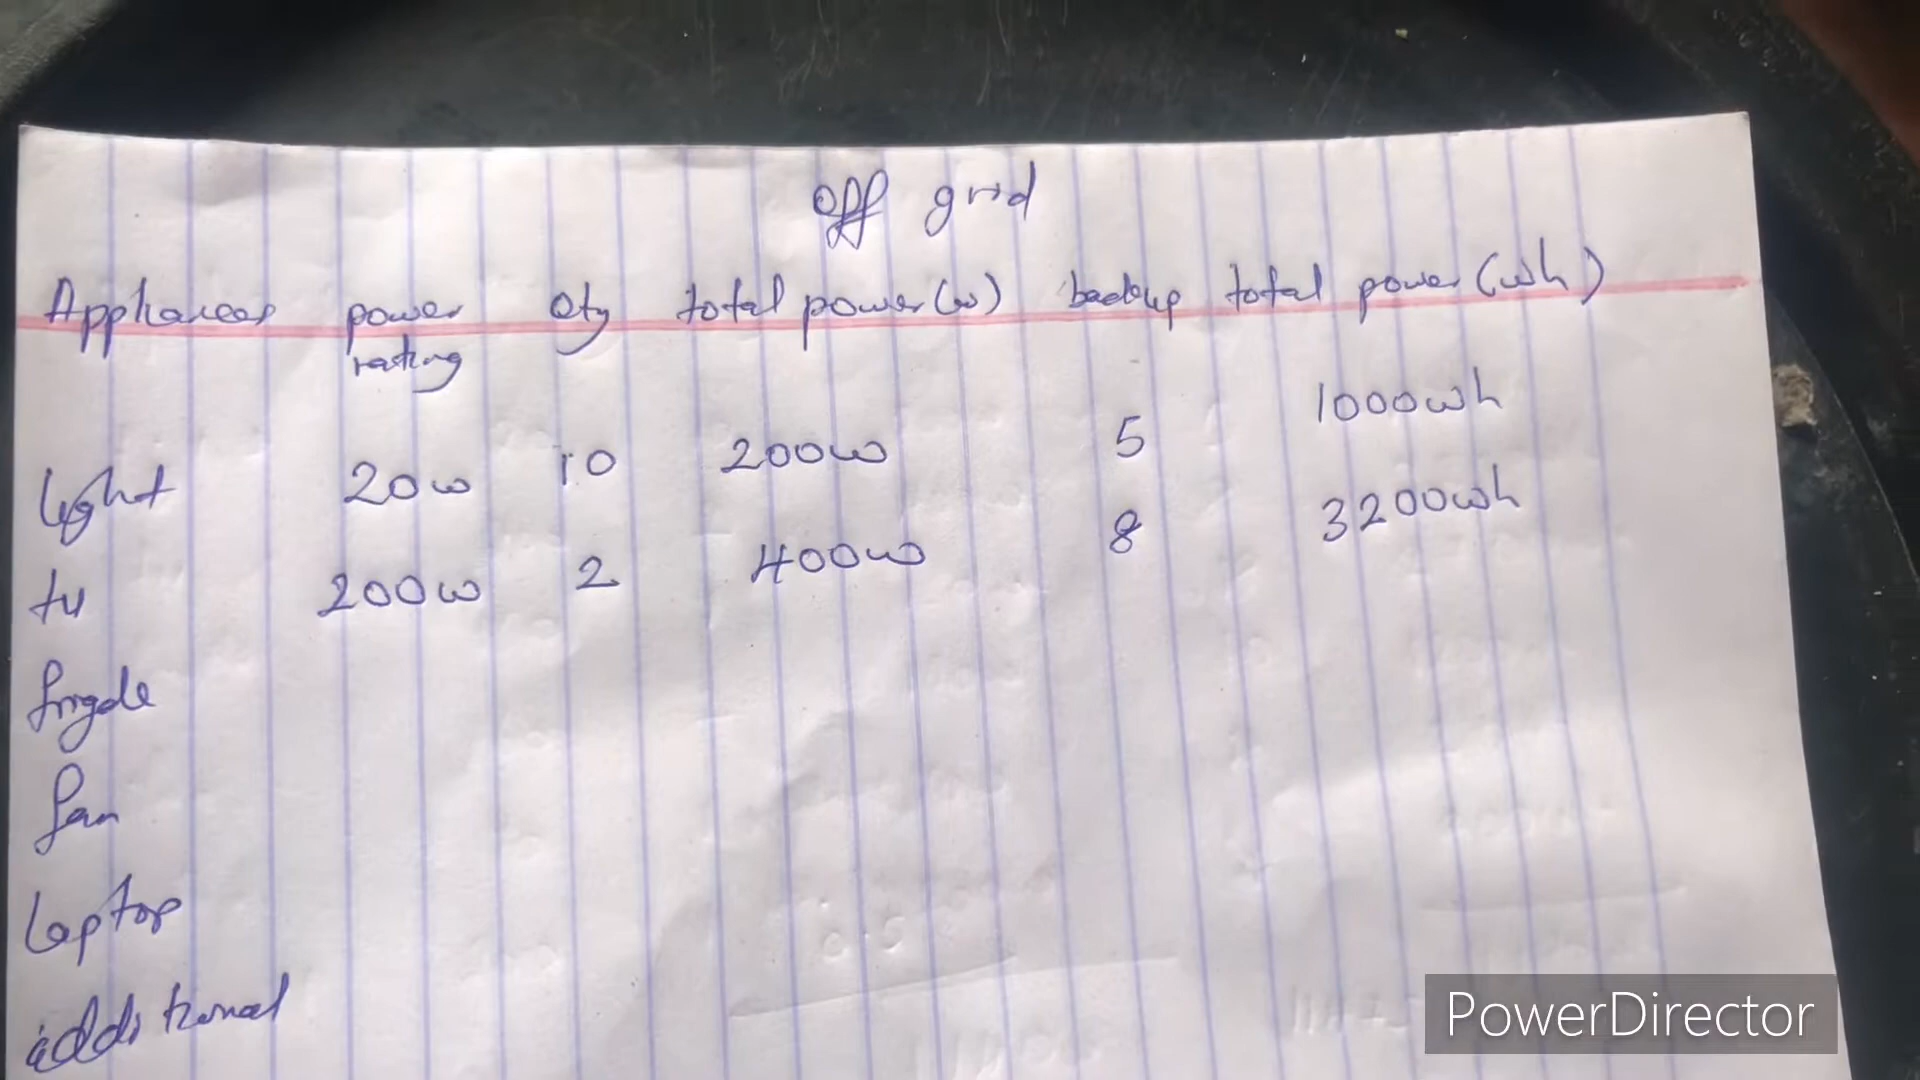 Off grid
Appliances power rating Qty total power(w) backup total power(wh)
light 20w 10 200w 5 1000wh
tv 200w 2 400w 8 3200wh
frigde
fan
laptop
additional
PowerDirector